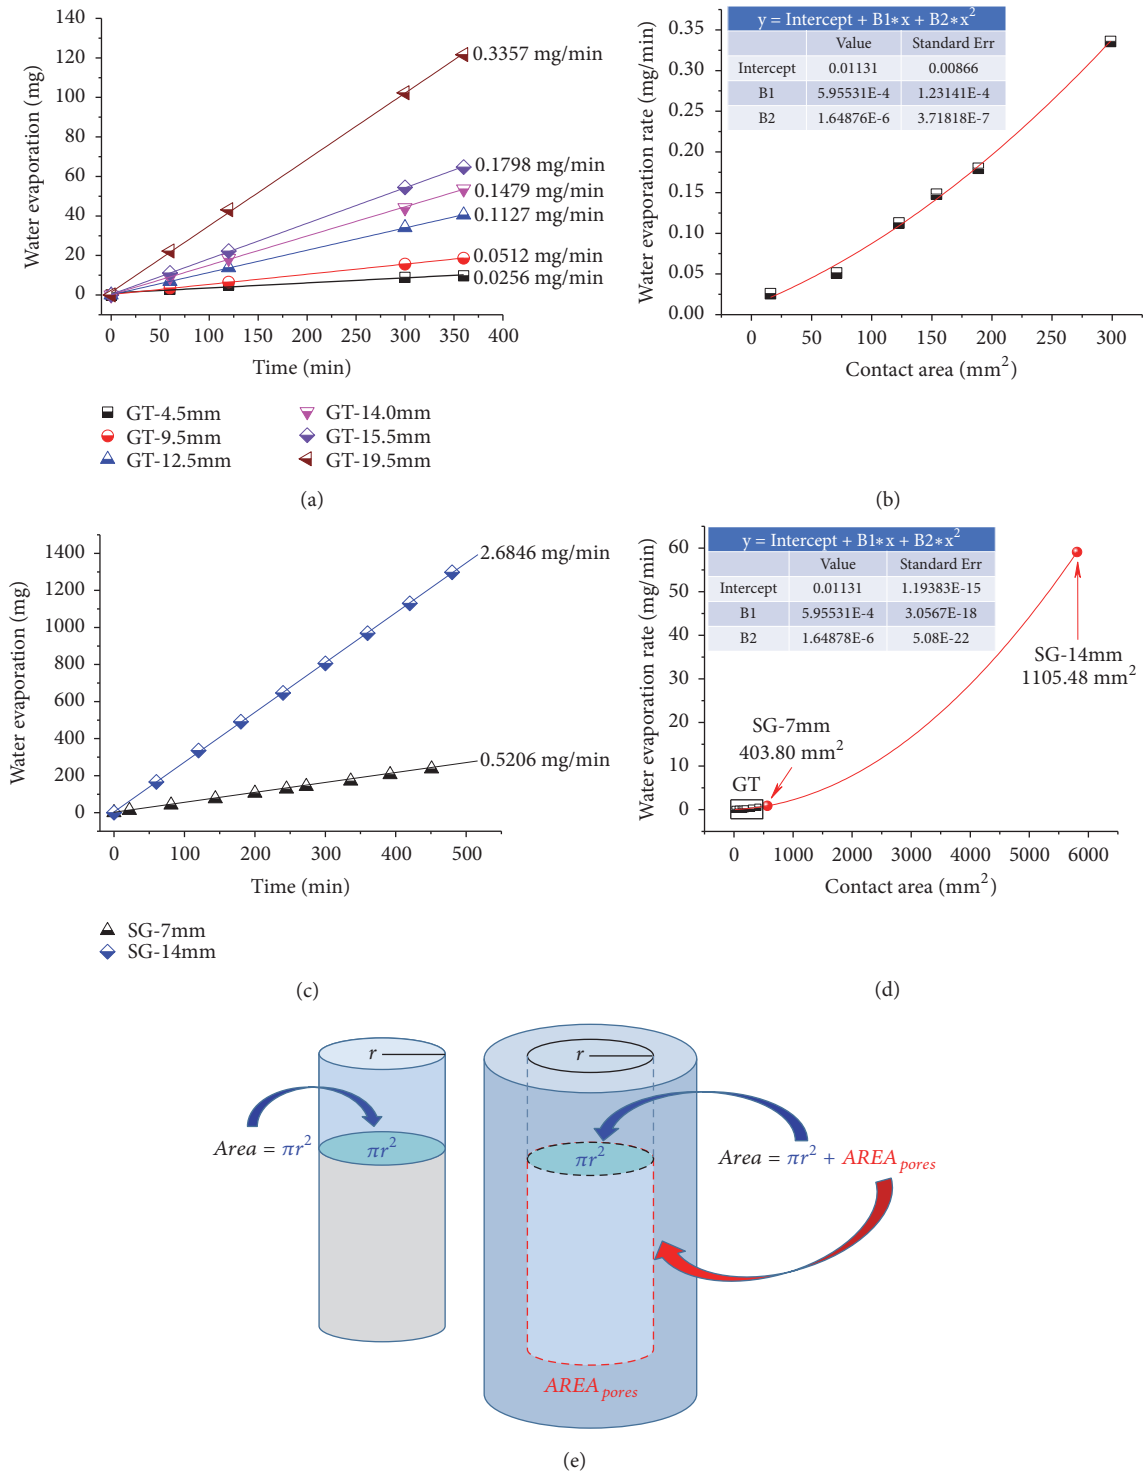 140
120
100
80
60
40
20
0
Water evaporation (mg)
0 50 100 150 200 250 300 350 400
Time (min)
0.3357 mg/min
0.1798 mg/min
0.1479 mg/min
0.1127 mg/min
0.0512 mg/min
0.0256 mg/min
GT-4.5mm
GT-9.5mm
GT-12.5mm
GT-14.0mm
GT-15.5mm
GT-19.5mm
(a)
y = Intercept + B1∗x + B2∗x²
Value Standard Err
Intercept 0.01131 0.00866
B1 5.95531E-4 1.23141E-4
B2 1.64876E-6 3.71818E-7
0.35
0.30
0.25
0.20
0.15
0.10
0.05
0.00
Water evaporation rate (mg/min)
0 50 100 150 200 250 300
Contact area (mm²)
(b)
1400
1200
1000
800
600
400
200
0
Water evaporation (mg)
0 100 200 300 400 500
Time (min)
2.6846 mg/min
0.5206 mg/min
SG-7mm
SG-14mm
(c)
y = Intercept + B1∗x + B2∗x²
Value Standard Err
Intercept 0.01131 1.19383E-15
B1 5.95531E-4 3.0567E-18
B2 1.64878E-6 5.08E-22
60
50
40
30
20
10
0
Water evaporation rate (mg/min)
SG-14mm
1105.48 mm²
SG-7mm
403.80 mm²
GT
0 1000 2000 3000 4000 5000 6000
Contact area (mm²)
(d)
r
Area = πr²
πr²
r
πr²
Area = πr² + AREA pores
AREA pores
(e)